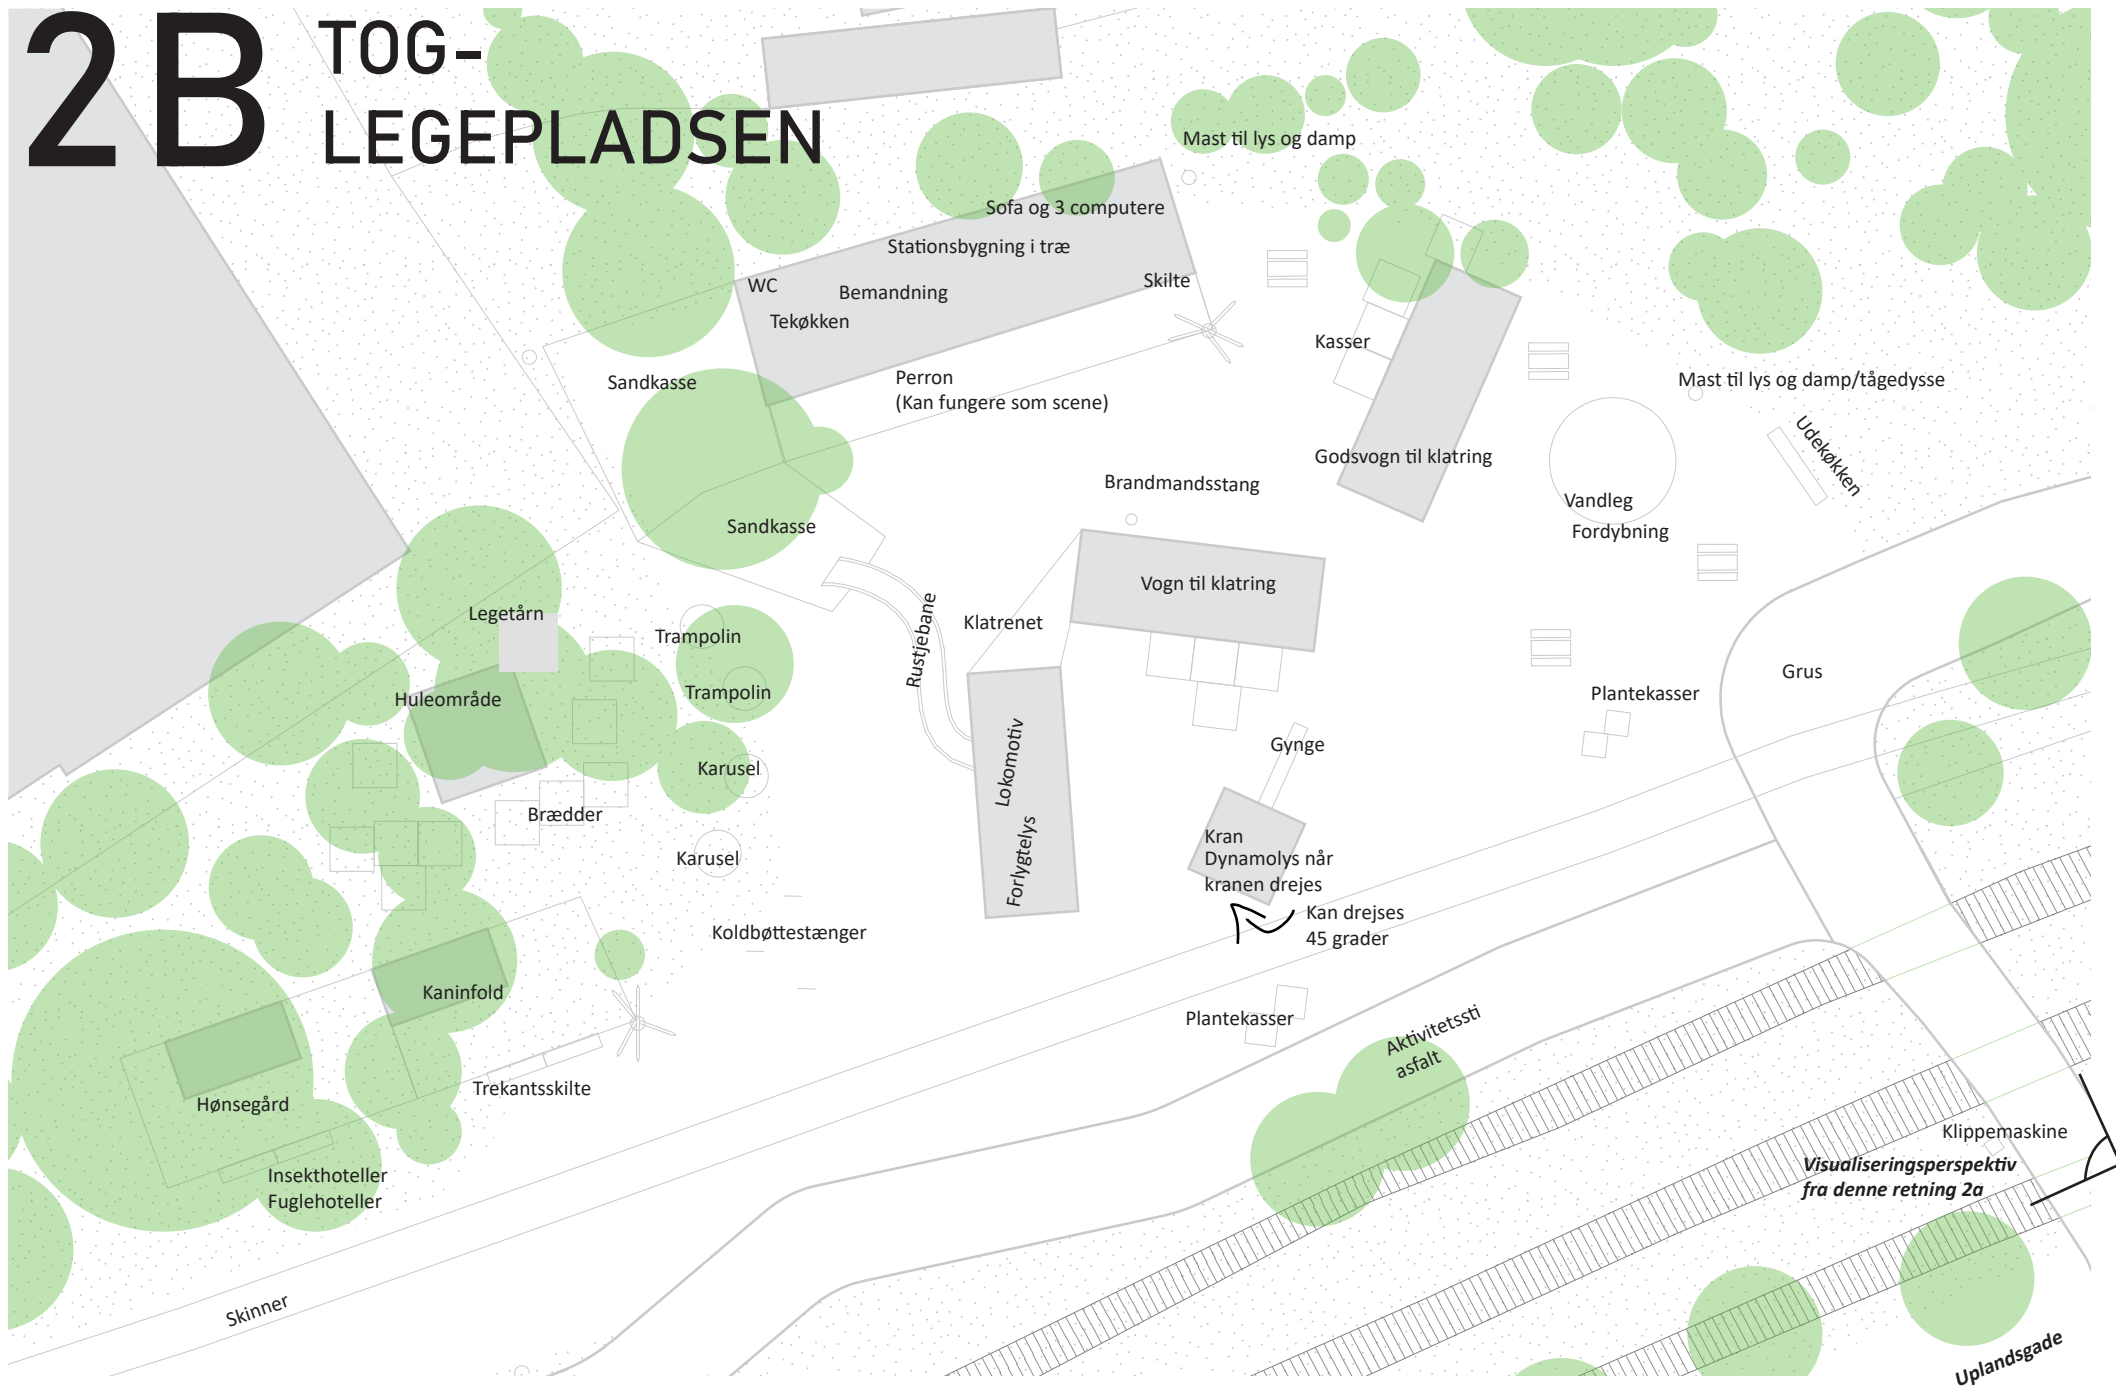 2B
TOG-
LEGEPLADSEN
Mast til lys og damp
Sofa og 3 computere
Stationsbygning i træ
WC
Bemandning
Skilte
Tekøkken
Kasser
Sandkasse
Perron
(Kan fungere som scene)
Mast til lys og damp/tågedysse
Udekøkken
Godsvogn til klatring
Brandmandsstang
Vandleg
Fordybning
Sandkasse
Vogn til klatring
Legetårn
Trampolin
Rustjebane
Klatrenet
Huleområde
Trampolin
Plantekasser
Grus
Gynge
Karusel
Lokomotiv
Forlygtelys
Brædder
Karusel
Kran
Dynamolys når
kranen drejes
Kan drejses
45 grader
Koldbøttestænger
Kaninfold
Plantekasser
Aktivitetssti
asfalt
Trekantsskilte
Hønsegård
Insekthoteller
Fuglehoteller
Klippemaskine
Visualiseringsperspektiv
fra denne retning 2a
Skinner
Uplandsgade